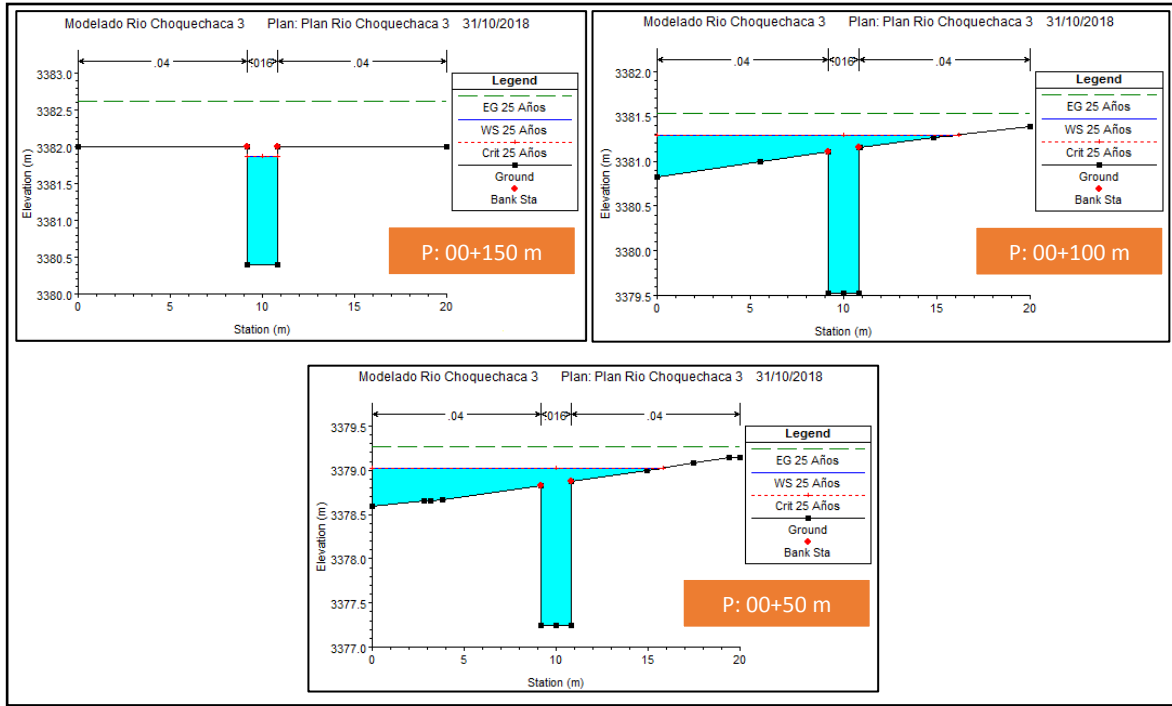 Modelado Rio Choquechaca 3 Plan: Plan Rio Choquechaca 3 31/10/2018
.04 .016 .04
3383.0
3382.5
3382.0
3381.5
3381.0
3380.5
3380.0
Elevation (m)
0 5 10 15 20
Station (m)
Legend
EG 25 Años
WS 25 Años
Crit 25 Años
Ground
Bank Sta
P: 00+150 m
Modelado Rio Choquechaca 3 Plan: Plan Rio Choquechaca 3 31/10/2018
.04 .016 .04
3382.0
3381.5
3381.0
3380.5
3380.0
3379.5
Elevation (m)
0 5 10 15 20
Station (m)
Legend
EG 25 Años
WS 25 Años
Crit 25 Años
Ground
Bank Sta
P: 00+100 m
Modelado Rio Choquechaca 3 Plan: Plan Rio Choquechaca 3 31/10/2018
.04 .016 .04
3379.5
3379.0
3378.5
3378.0
3377.5
3377.0
Elevation (m)
0 5 10 15 20
Station (m)
Legend
EG 25 Años
WS 25 Años
Crit 25 Años
Ground
Bank Sta
P: 00+50 m